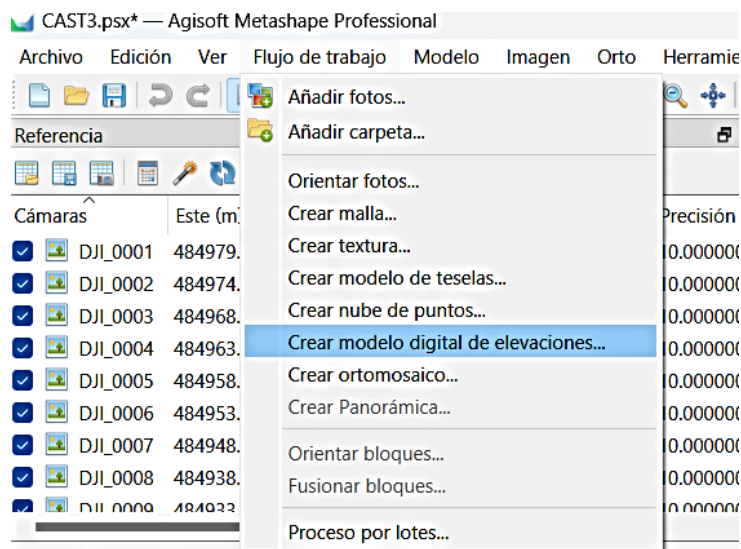 CAST3.psx* — Agisoft Metashape Professional
Archivo Edición Ver Flujo de trabajo Modelo Imagen Orto
Añadir fotos...
Referencia
Añadir carpeta...
Orientar fotos...
Cámaras Este (m) Crear malla... Precisión
Crear textura...
DJI_0001 484979.
DJI_0002 484974. Crear modelo de teselas...
DJI_0003 484968. Crear nube de puntos...
DJI_0004 484963. Crear modelo digital de elevaciones...
DJI_0005 484958. Crear ortomosaico...
DJI_0006 484953. Crear Panorámica...
DJI_0007 484948. Orientar bloques...
DJI_0008 484938. Fusionar bloques...
DJI_0009 484933
Proceso por lotes...